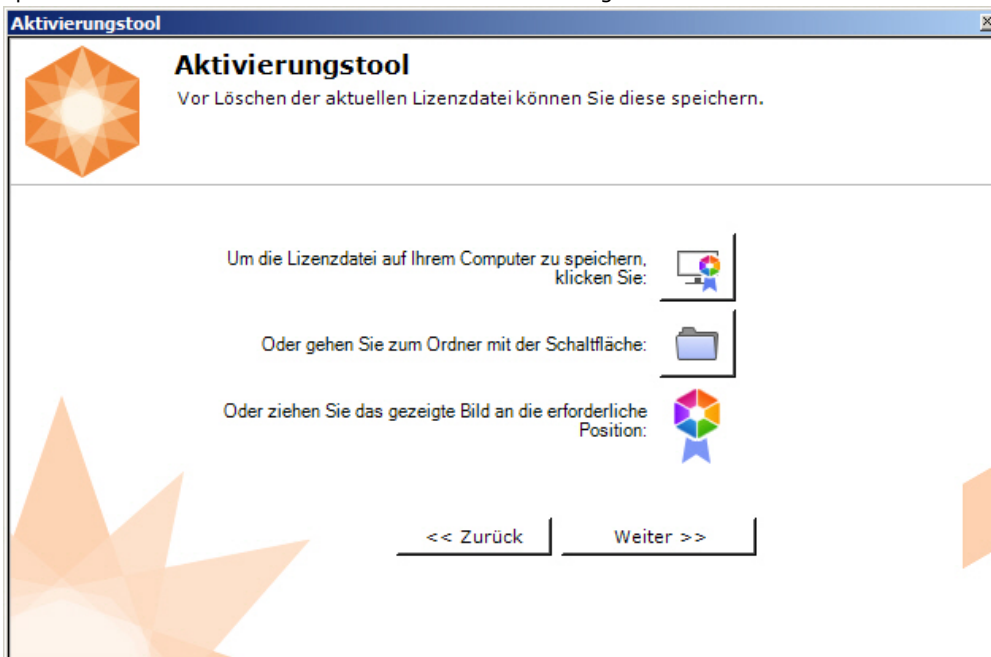 Aktivierungstool
Aktivierungstool
Vor Löschen der aktuellen Lizenzdatei können Sie diese speichern.
Um die Lizenzdatei auf Ihrem Computer zu speichern,
klicken Sie:
Oder gehen Sie zum Ordner mit der Schaltfläche:
Oder ziehen Sie das gezeigte Bild an die erforderliche
Position:
<< Zurück
Weiter >>